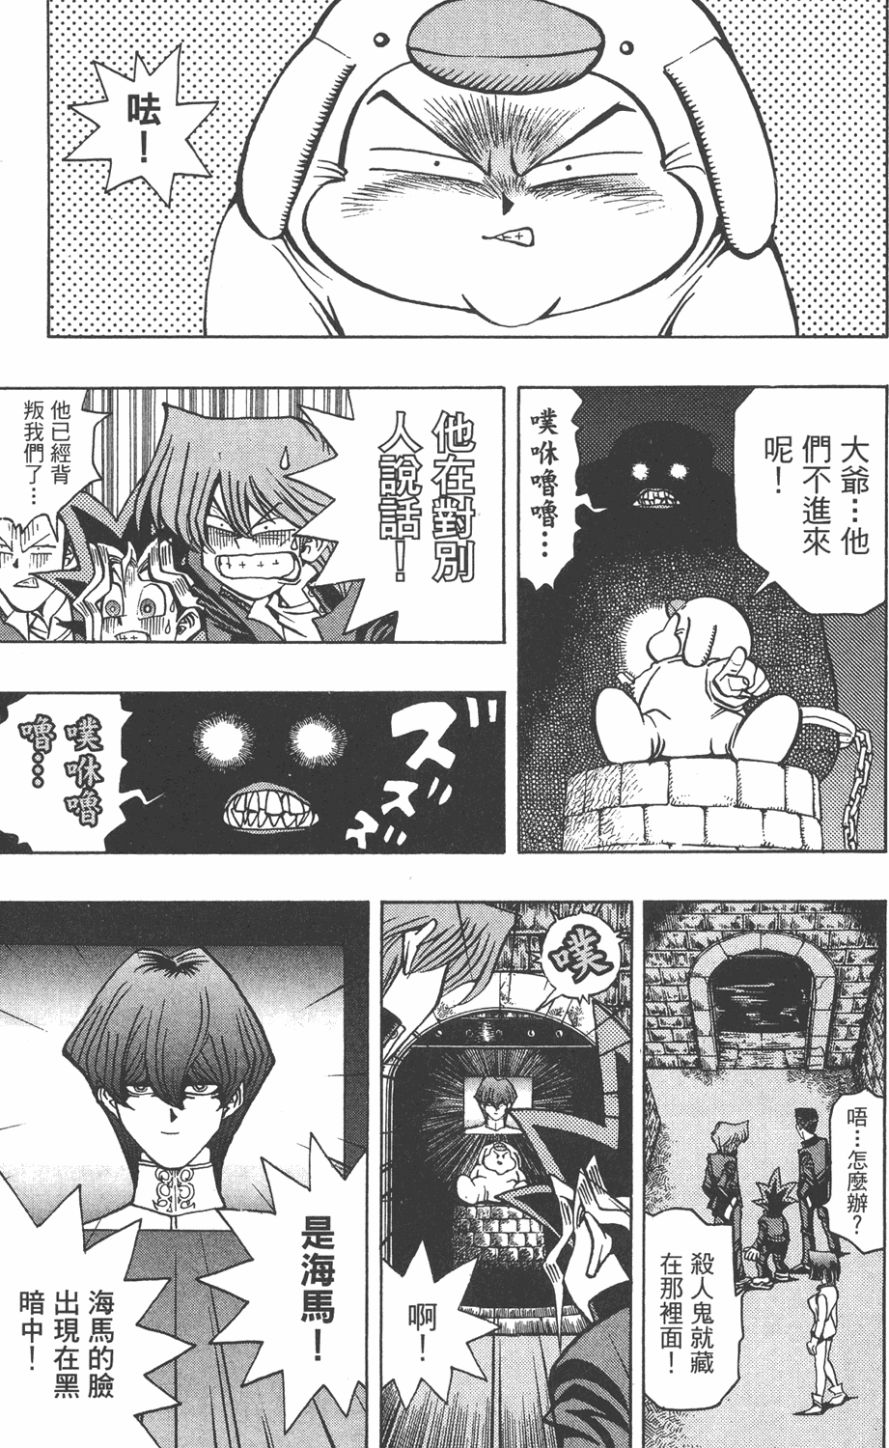 呿！
大爺…他
們不進來
呢！
噗咻嚕嚕…
他在對別
人說話！
他已經背
叛我們了…
ズズズ
噗咻嚕
嚕…
唔…怎麼辦？
殺人鬼就藏
在那裡面！
噗
啊！
是海馬！
海馬的臉
出現在黑
暗中！